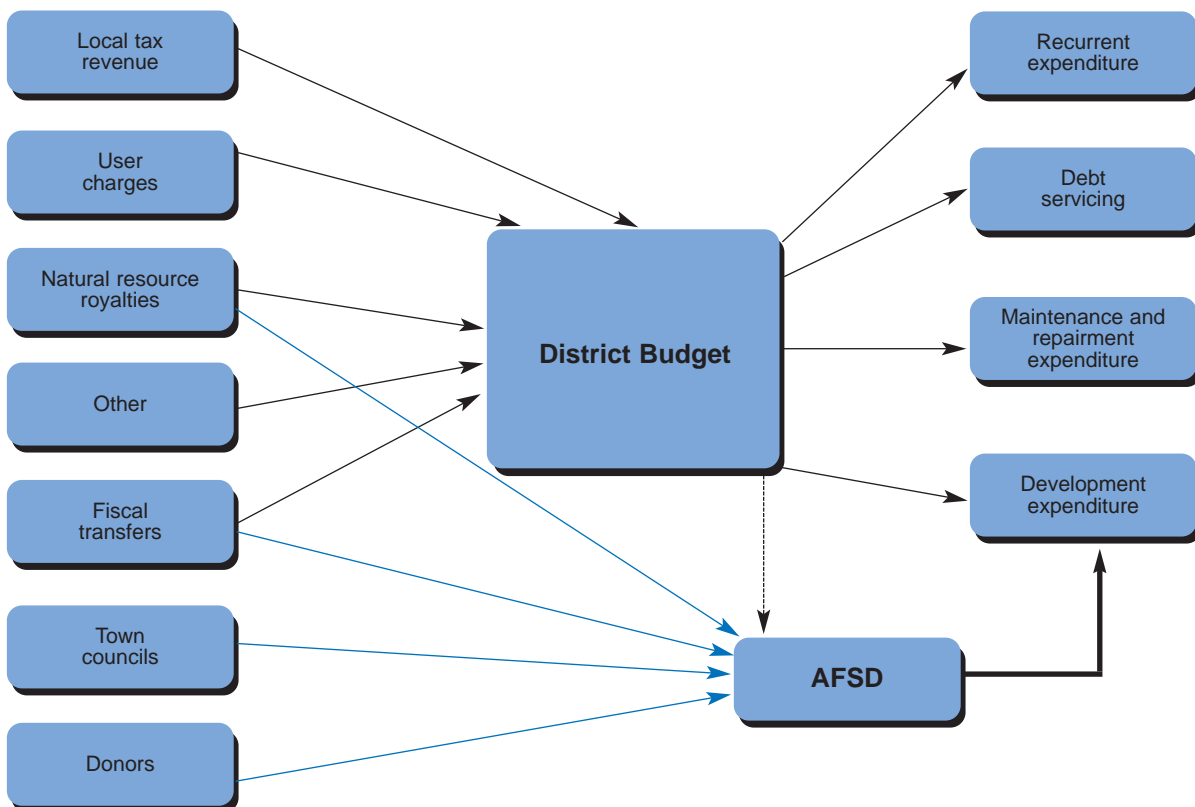 Local tax
revenue
User
charges
Natural resource
royalties
Other
Fiscal
transfers
Town
councils
Donors
District Budget
AFSD
Recurrent
expenditure
Debt
servicing
Maintenance and
repairment
expenditure
Development
expenditure